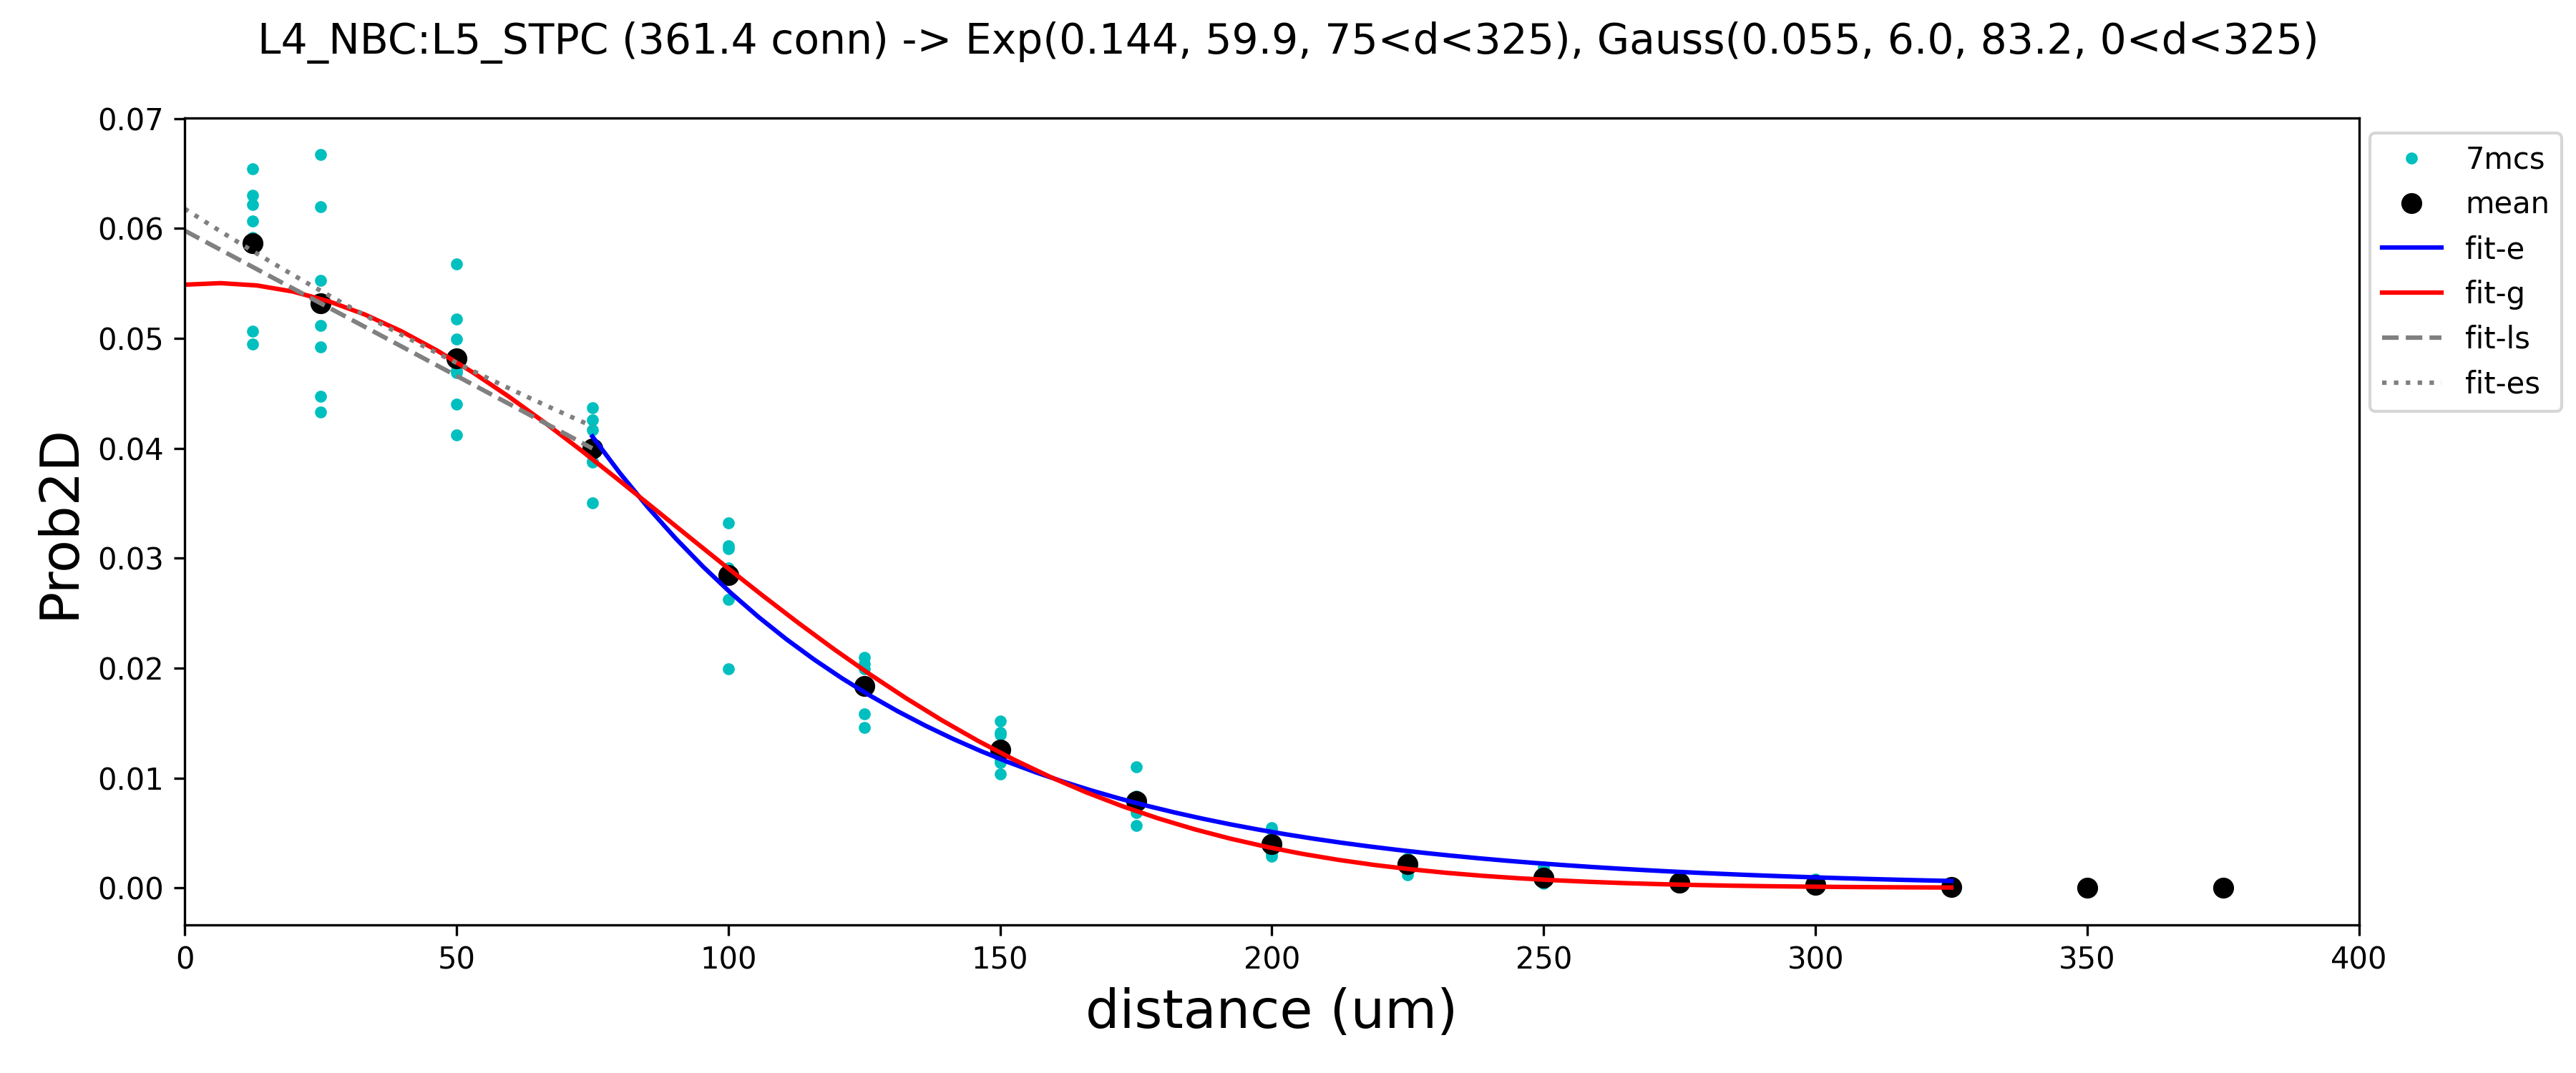 L4_NBC:L5_STPC (361.4 conn) -> Exp(0.144, 59.9, 75<d<325), Gauss(0.055, 6.0, 83.2, 0<d<325)
0.07
0.06
0.05
0.04
0.03
0.02
0.01
0.00
Prob2D
0 50 100 150 200 250 300 350 400
distance (um)
7mcs
mean
fit-e
fit-g
fit-ls
fit-es